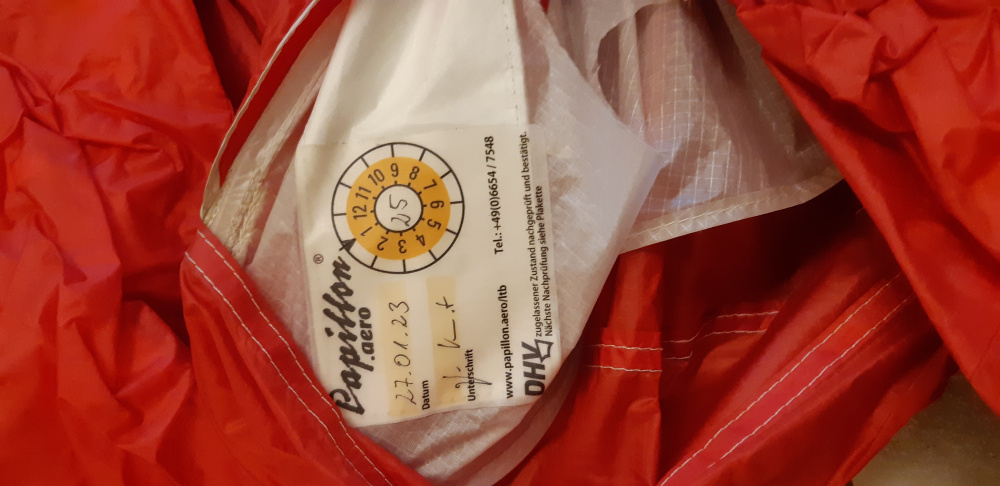 Papillon®
.aero
1 2 3 4 5 6 7 8 9 10 11 12
25
27.01.23
Datum
Unterschrift
www.papillon.aero/ltb Tel.: +49(0)6654 / 7548
DHV zugelassener Zustand nachgeprüft und bestätigt.
Nächste Nachprüfung siehe Plakette